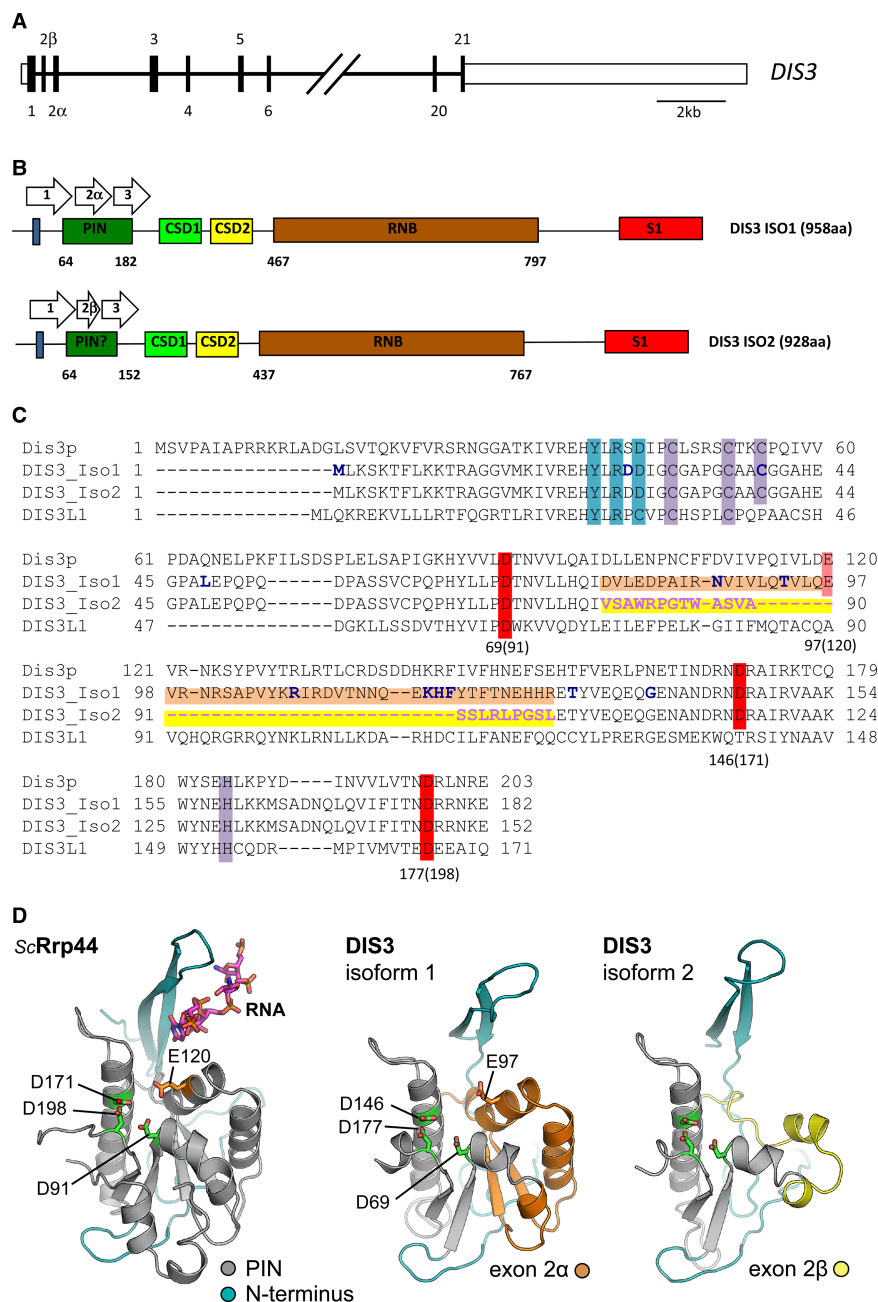 A
2β 3 5 21
DIS3
1 2α 4 6 20 2kb
B
1 2α 3
PIN CSD1 CSD2 RNB S1 DIS3 ISO1 (958aa)
64 182 467 797
1 2β 3
PIN? CSD1 CSD2 RNB S1 DIS3 ISO2 (928aa)
64 152 437 767
C
Dis3p 1 MSVPAIAPRRKRLADGLSVTQKVFVRSRNGGATKIVREHYLRSDIPCLSRSCTKCPQIVV 60
DIS3_Iso1 1 -----------------MLKSKTFLKKTRAGGVMKIVREHYLRDDIGCGAPGCAACGGAHE 44
DIS3_Iso2 1 -----------------MLKSKTFLKKTRAGGVMKIVREHYLRDDIGCGAPGCAACGGAHE 44
DIS3L1 1 ---------------MLQKREKVLLLRTFQGRTLRIVREHYLRPCVPCHSPLCPQPAACSH 46
Dis3p 61 PDAQNELPKFILSDSPLELSAPIGKHYVVLDTNVVLQAIDLLENPNCFFDVIVPQIVLDE 120
DIS3_Iso1 45 GPALEPQPQ-------DPASSVCPQPHYLLPDTNVLLHQIDVLEDPAIR-NVIVLQTVLQE 97
DIS3_Iso2 45 GPALEPQPQ-------DPASSVCPQPHYLLPDTNVLLHQIVSAWRPGTW-ASVA------- 90
DIS3L1 47 ---------------DGKLLSSDVTHYVIPDWKVVQDYLEILEFPELK-GIIFMQTACQA 90
69(91) 97(120)
Dis3p 121 VR-NKSYPVYTRLRTLCRDSDDHKRFIVFHNEFSEHTFVERLPNETINDRNDRAIRKTCQ 179
DIS3_Iso1 98 VR-NRSAPVYKRIRDVTNNQ--EKHFYTFTNEHHRETYVEQEQGENANDRNDRAIRVAAK 154
DIS3_Iso2 91 ---------------------------SSLRLPGSLETYVEQEQGENANDRNDRAIRVAAK 124
DIS3L1 91 VQHQRGRRQYNKLRNLLKDA--RHDCILFANEFQQCCYLPRERGESMEKWQTRSIYNAAV 148
146(171)
Dis3p 180 WYSEHLKPYD----INVVLVTNDRLNRE 203
DIS3_Iso1 155 WYNEHLKKMSADNQLQVIFITNDRRNKE 182
DIS3_Iso2 125 WYNEHLKKMSADNQLQVIFITNDRRNKE 152
DIS3L1 149 WYYHHCQDR-----MPIVMVTEDEEAIQ 171
177(198)
D
ScRrp44
RNA
E120
D171
D198
D91
PIN
N-terminus
DIS3
isoform 1
E97
D146
D177
D69
exon 2α
DIS3
isoform 2
exon 2β